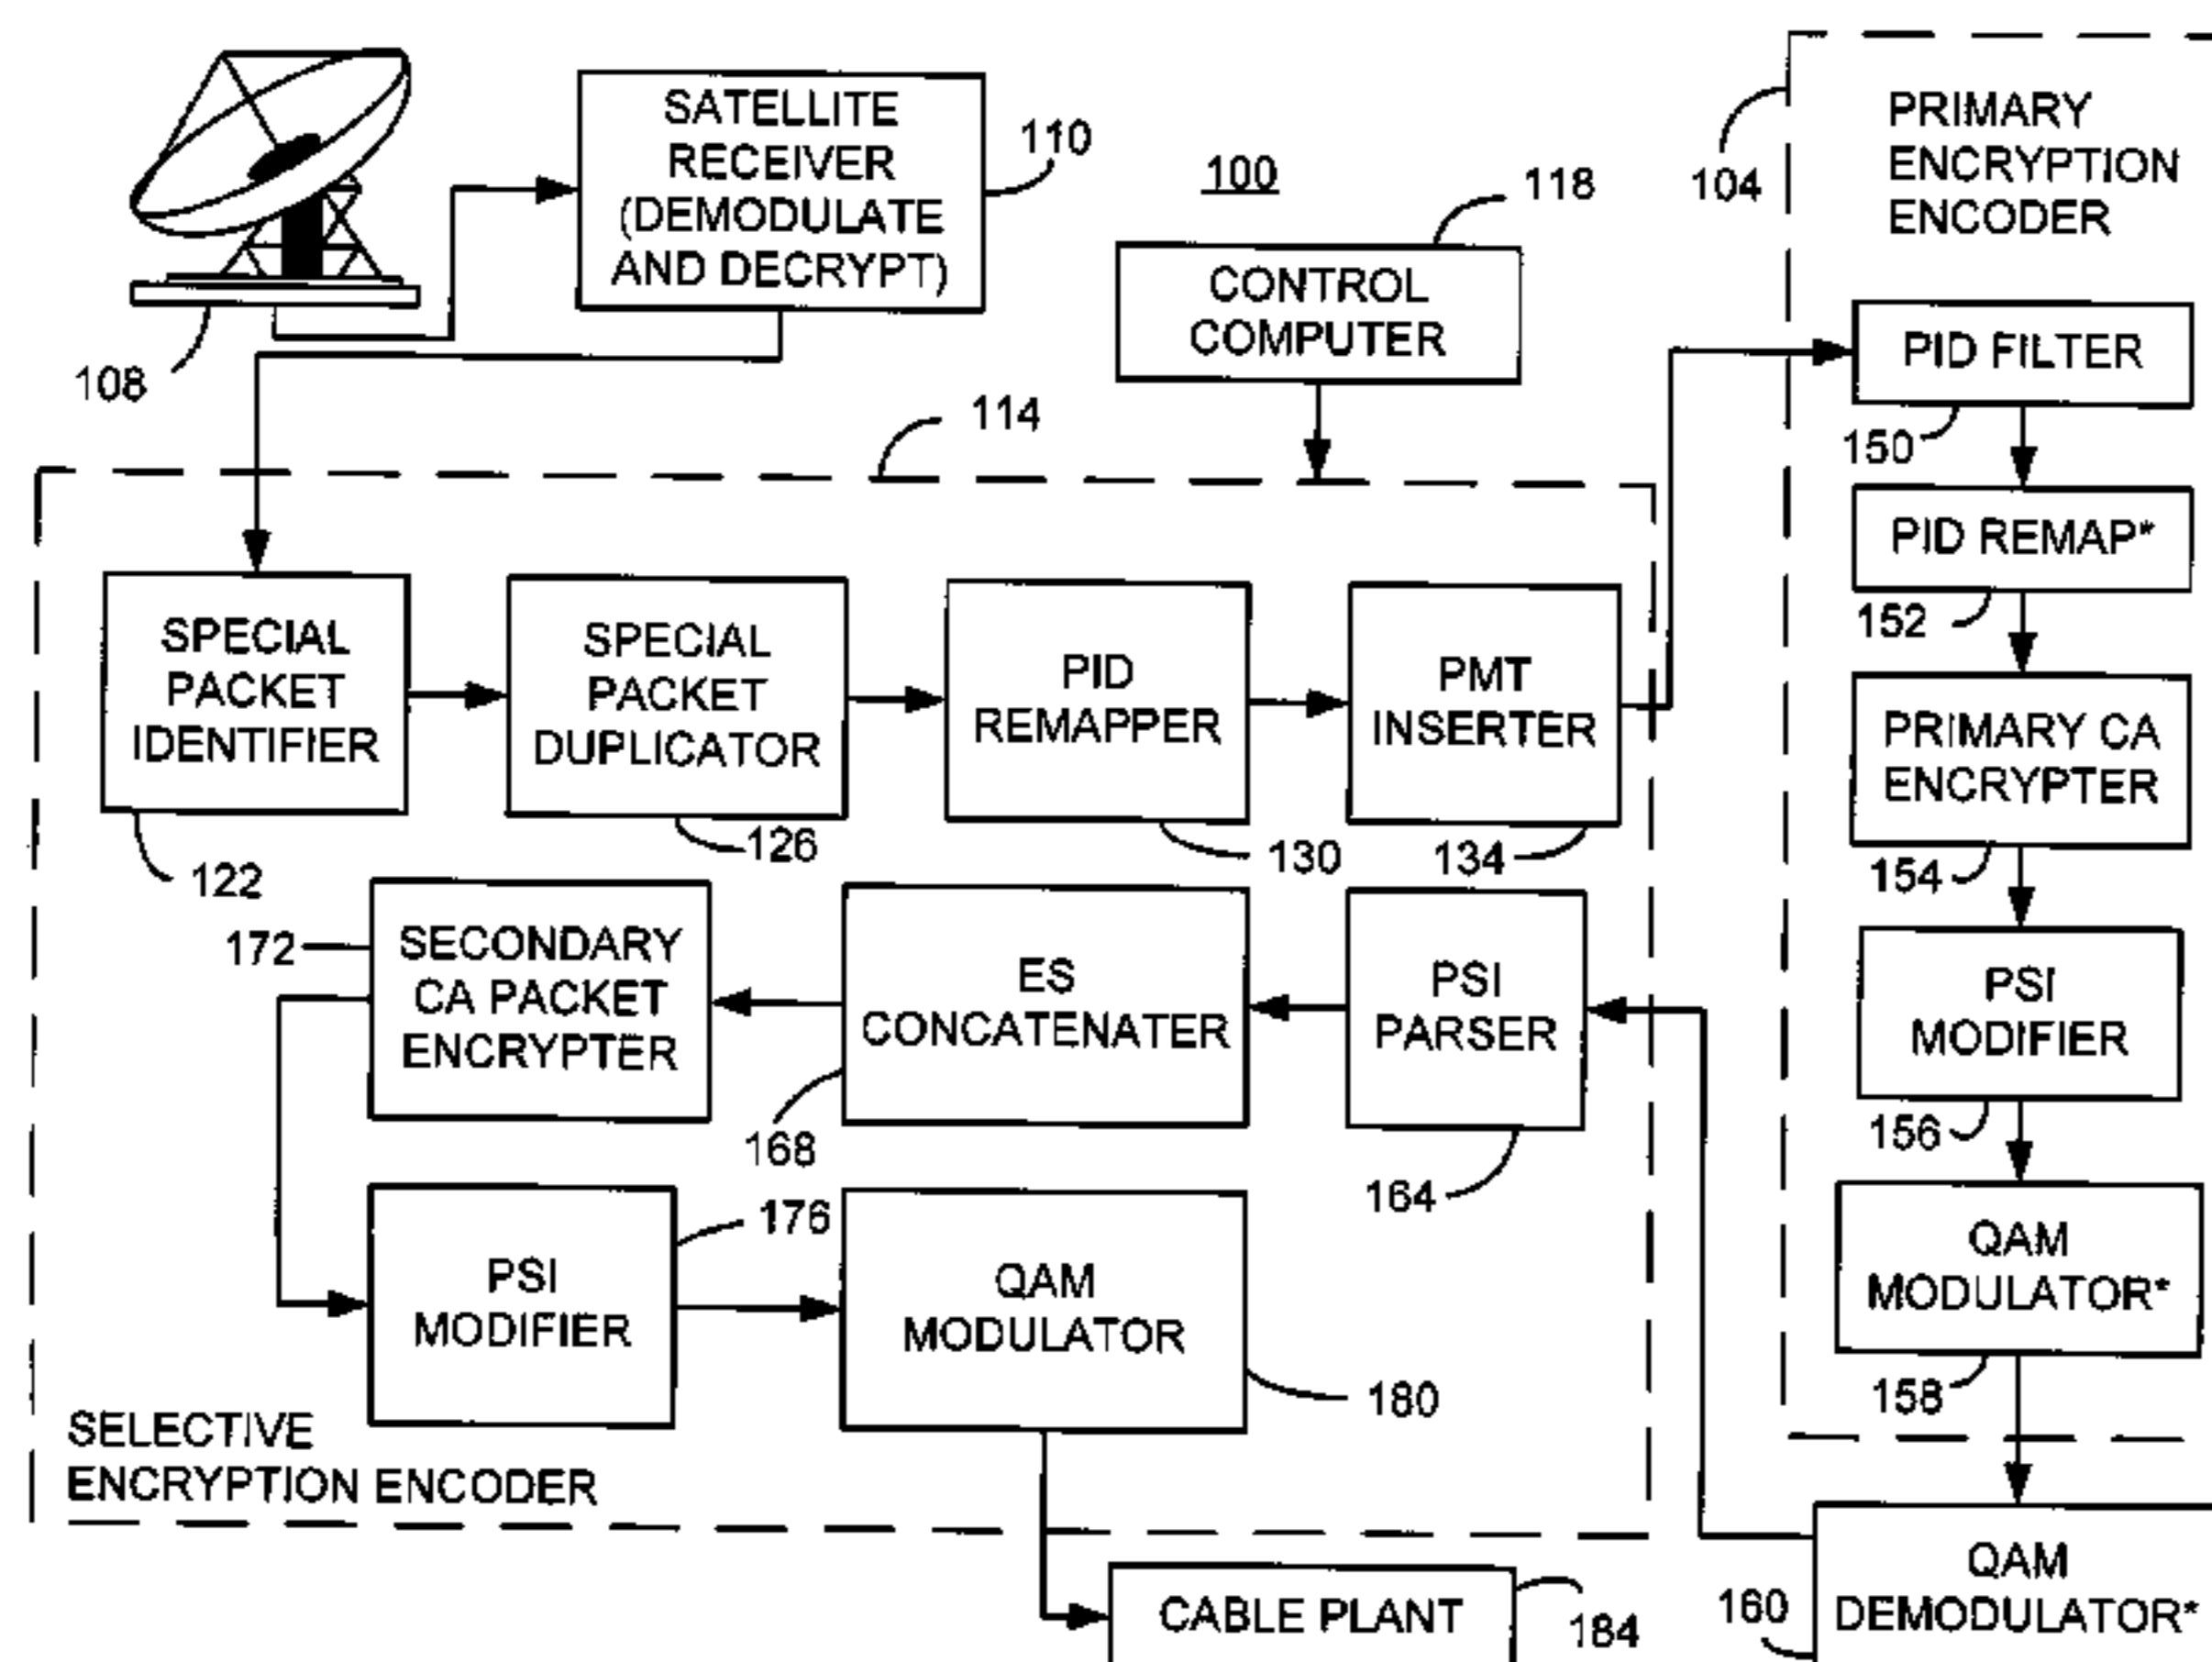 SATELLITE
RECEIVER
(DEMODULATE
AND DECRYPT)
110
108
100
118
CONTROL
COMPUTER
104
PRIMARY
ENCRYPTION
ENCODER
PID FILTER
150
PID REMAP*
152
PRIMARY CA
ENCRYPTER
154
PSI
MODIFIER
156
QAM
MODULATOR*
158
114
SPECIAL
PACKET
IDENTIFIER
122
SPECIAL
PACKET
DUPLICATOR
126
PID
REMAPPER
130
PMT
INSERTER
134
172
SECONDARY
CA PACKET
ENCRYPTER
ES
CONCATENATER
168
PSI
PARSER
164
PSI
MODIFIER
176
QAM
MODULATOR
180
SELECTIVE
ENCRYPTION ENCODER
CABLE PLANT
184
160
QAM
DEMODULATOR*